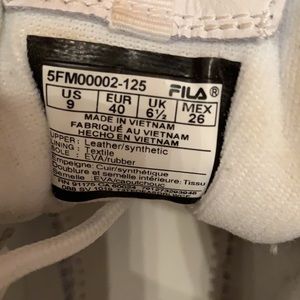 5FM00002-125 FILA®
US EUR UK MEX
9 40 6½ 26
MADE IN VIETNAM
FABRIQUÉ AU VIETNAM
HECHO EN VIETNAM
UPPER : Leather/synthetic
LINING : Textile
SOLE : EVA/rubber
Empeigne: Cuir/synthétique
Doublure et semelle intérieure: Tissu
Semelle: EVA/caoutchouc
RN 91175